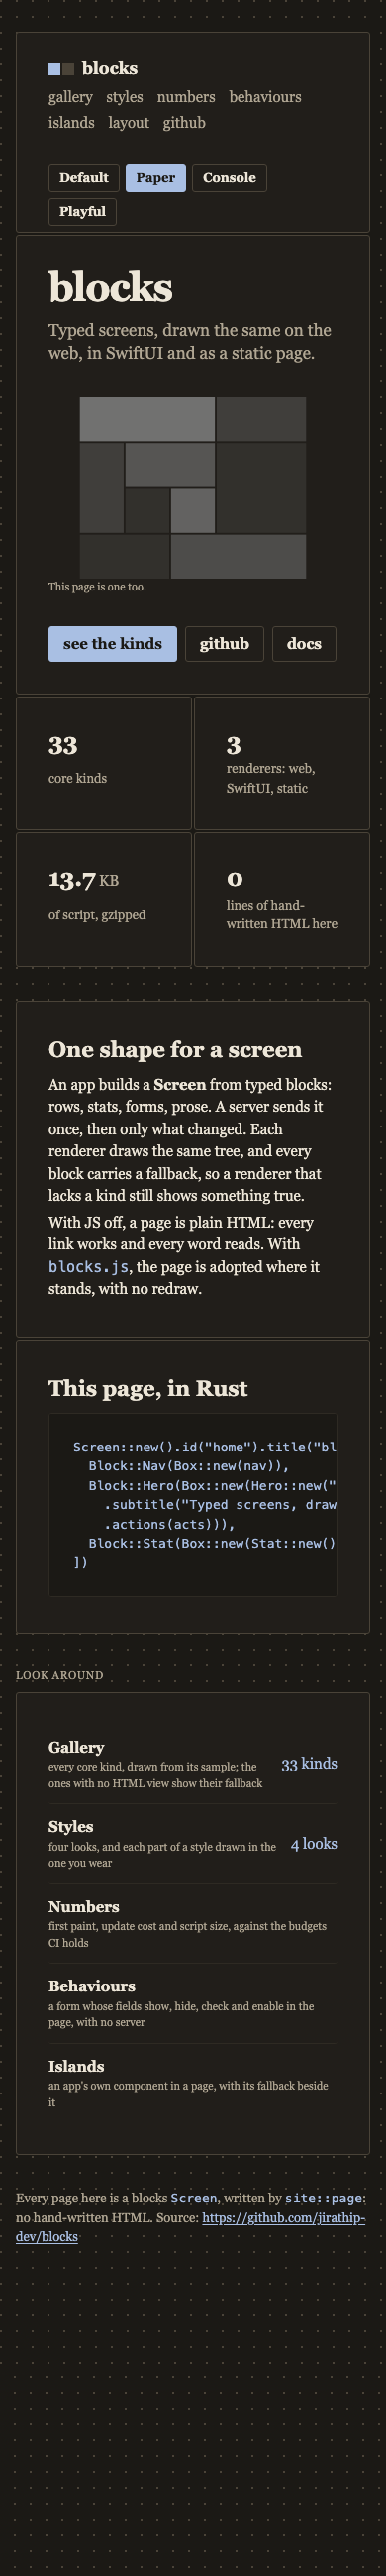 blocks
gallery styles numbers behaviours
islands layout github
Default Paper Console
Playful
blocks
Typed screens, drawn the same on the
web, in SwiftUI and as a static page.
This page is one too.
see the kinds github docs
33
core kinds
3
renderers: web,
SwiftUI, static
13.7 KB
of script, gzipped
0
lines of hand-
written HTML here
One shape for a screen
An app builds a Screen from typed blocks:
rows, stats, forms, prose. A server sends it
once, then only what changed. Each
renderer draws the same tree, and every
block carries a fallback, so a renderer that
lacks a kind still shows something true.
With JS off, a page is plain HTML: every
link works and every word reads. With
blocks.js, the page is adopted where it
stands, with no redraw.
This page, in Rust
Screen::new().id("home").title("bl
Block::Nav(Box::new(nav)),
Block::Hero(Box::new(Hero::new("
.subtitle("Typed screens, draw
.actions(acts))),
Block::Stat(Box::new(Stat::new()
])
LOOK AROUND
Gallery
every core kind, drawn from its sample; the
ones with no HTML view show their fallback
33 kinds
Styles
four looks, and each part of a style drawn in the
one you wear
4 looks
Numbers
first paint, update cost and script size, against the budgets
CI holds
Behaviours
a form whose fields show, hide, check and enable in the
page, with no server
Islands
an app's own component in a page, with its fallback beside
it
Every page here is a blocks Screen, written by site::page:
no hand-written HTML. Source: https://github.com/jirathip-
dev/blocks